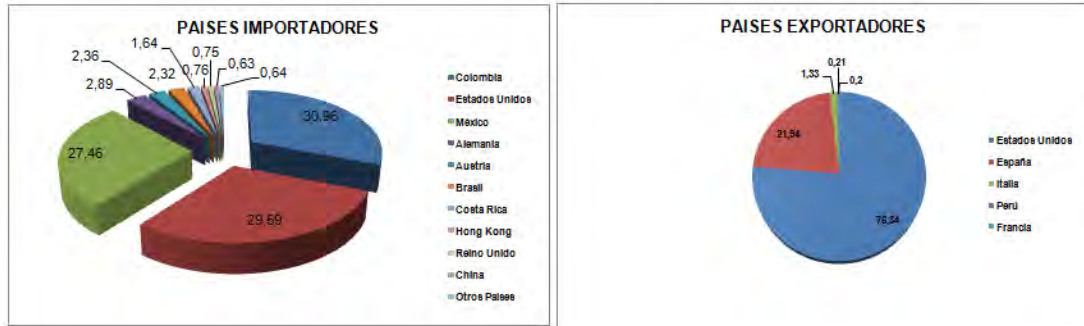 PAISES IMPORTADORES
1,64
0,75
2,36
2,32
0,76
0,63
0,64
2,89
30,96
27,46
29,59
Colombia
Estados Unidos
México
Alemania
Austria
Brasil
Costa Rica
Hong Kong
Reino Unido
China
Otros Paises
PAISES EXPORTADORES
0,21
1,33
0,2
21,94
76,34
Estados Unidos
España
Italia
Perú
Francia